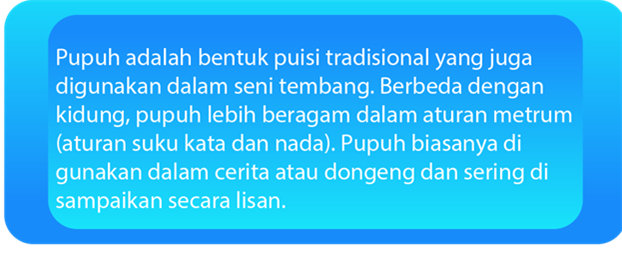 Pupuh adalah bentuk puisi tradisional yang juga
digunakan dalam seni tembang. Berbeda dengan
kidung, pupuh lebih beragam dalam aturan metrum
(aturan suku kata dan nada). Pupuh biasanya di
gunakan dalam cerita atau dongeng dan sering di
sampaikan secara lisan.